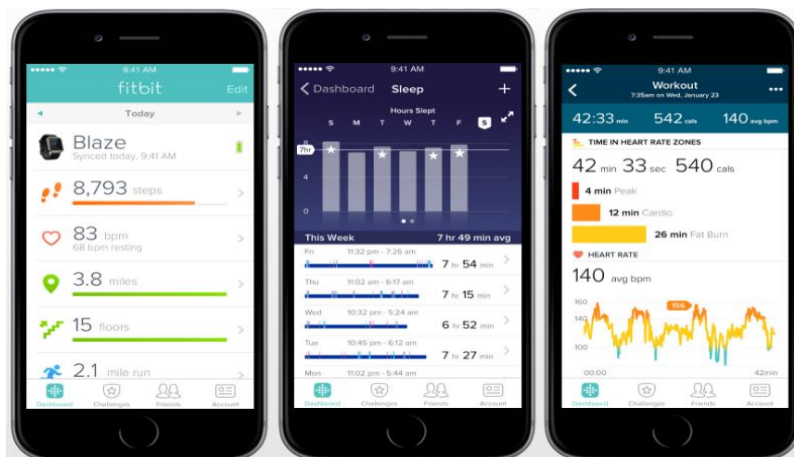 9:41 AM
fitbit
Edit
Today
Blaze
Synced today, 9:41 AM
8,793 steps
83 bpm
68 bpm resting
3.8 miles
15 floors
2.1 mile run
Dashboard Challenges Friends Account
9:41 AM
Dashboard Sleep +
Hours Slept
S M T W T F S
8
7hr
4
0
This Week 7 hr 49 min avg
Fri 11:32 pm - 7:26 am
7 hr 54 min
Thu 11:02 pm - 6:17 am
7 hr 15 min
Wed 10:32 pm - 5:24 am
6 hr 52 min
Tue 10:45 pm - 6:12 am
7 hr 27 min
Mon 11:02 pm - 5:44 am
Dashboard Challenges Friends Account
9:41 AM
Workout
7:35am on Wed, January 23
42:33 min 542 cals 140 avg bpm
TIME IN HEART RATE ZONES
42 min 33 sec 540 cals
4 min Peak
12 min Cardio
26 min Fat Burn
HEART RATE
140 avg bpm
160
156
140
100
00:00 42min
Dashboard Challenges Friends Account